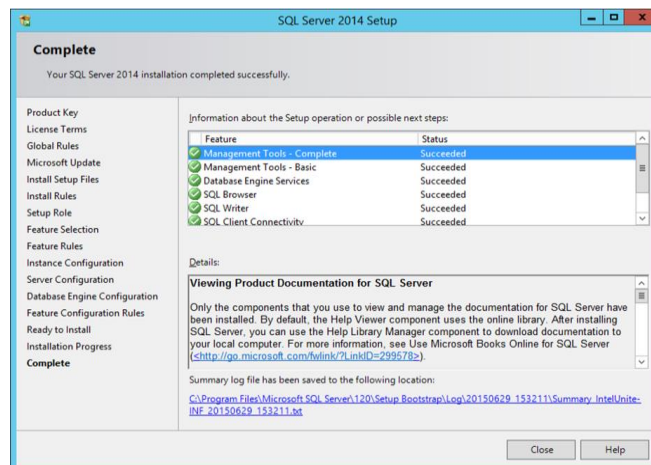 SQL Server 2014 Setup
Complete
Your SQL Server 2014 installation completed successfully.
Product Key
License Terms
Global Rules
Microsoft Update
Install Setup Files
Install Rules
Setup Role
Feature Selection
Feature Rules
Instance Configuration
Server Configuration
Database Engine Configuration
Feature Configuration Rules
Ready to Install
Installation Progress
Complete
Information about the Setup operation or possible next steps:
Feature Status
Management Tools - Complete Succeeded
Management Tools - Basic Succeeded
Database Engine Services Succeeded
SQL Browser Succeeded
SQL Writer Succeeded
SQL Client Connectivity Succeeded
Details:
Viewing Product Documentation for SQL Server
Only the components that you use to view and manage the documentation for SQL Server have
been installed. By default, the Help Viewer component uses the online library. After installing
SQL Server, you can use the Help Library Manager component to download documentation to
your local computer. For more information, see Use Microsoft Books Online for SQL Server
(<http://go.microsoft.com/fwlink/?LinkID=299578>).
Summary log file has been saved to the following location:
C:\Program Files\Microsoft SQL Server\120\Setup Bootstrap\Log\20150629_153211\Summary_IntelUnite-
INF_20150629_153211.txt
Close Help